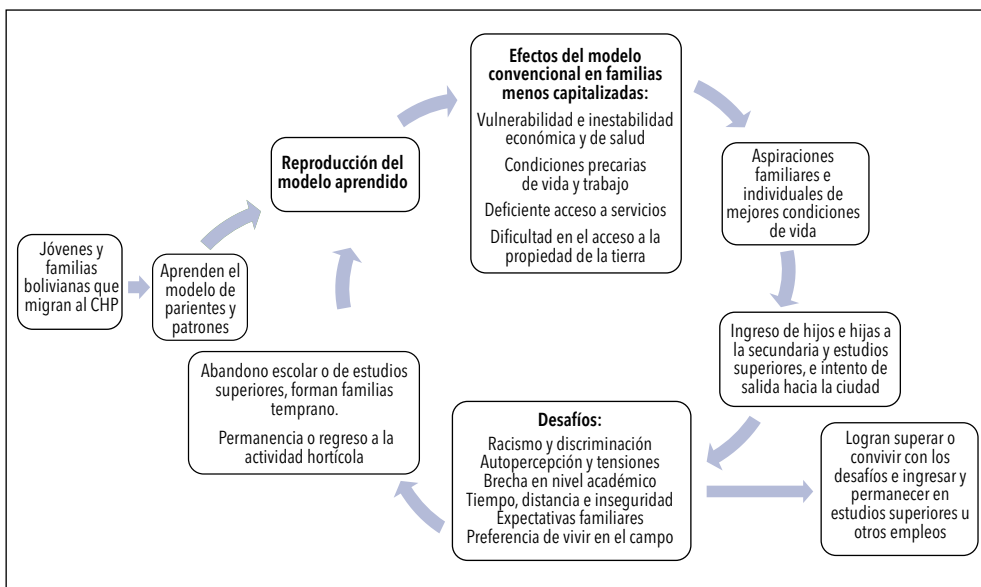 Jóvenes y
familias
bolivianas que
migran al CHP
Aprenden el
modelo de
parientes y
patrones
Reproducción del
modelo aprendido
Efectos del modelo
convencional en familias
menos capitalizadas:
Vulnerabilidad e inestabilidad
económica y de salud
Condiciones precarias
de vida y trabajo
Deficiente acceso a servicios
Dificultad en el acceso a la
propiedad de la tierra
Aspiraciones
familiares e
individuales de
mejores condiciones
de vida
Ingreso de hijos e hijas a
la secundaria y estudios
superiores, e intento de
salida hacia la ciudad
Desafíos:
Racismo y discriminación
Autopercepción y tensiones
Brecha en nivel académico
Tiempo, distancia e inseguridad
Expectativas familiares
Preferencia de vivir en el campo
Logran superar o
convivir con los
desafíos e ingresar y
permanecer en
estudios superiores u
otros empleos
Abandono escolar o de estudios
superiores, forman familias
temprano.
Permanencia o regreso a la
actividad hortícola